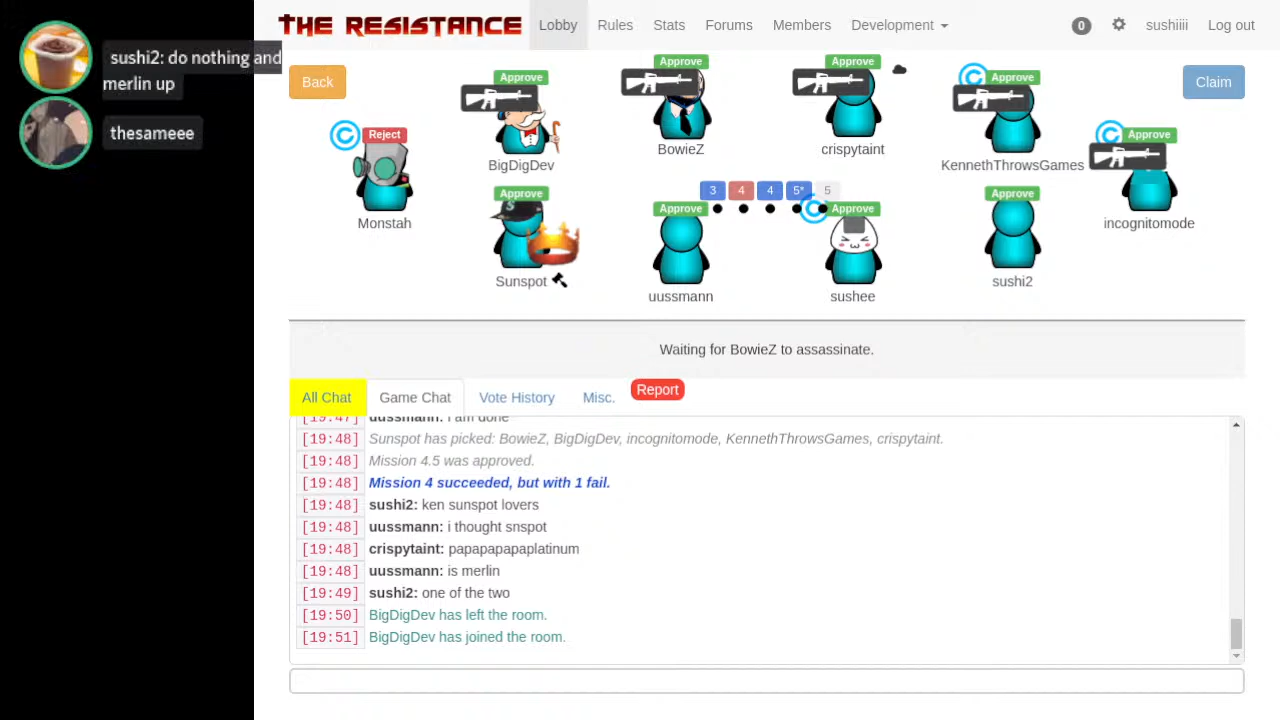 sushi2: do nothing and
merlin up
thesameee
THE RESISTANCE
Lobby Rules Stats Forums Members Development 0 sushiiii Log out
Back
Claim
Reject
Monstah
Approve
BigDigDev
Approve
BowieZ
Approve
crispytaint
Approve
KennethThrowsGames
Approve
incognitomode
Approve
Sunspot
Approve
uussmann
3 4 4 5* 5
Approve
sushee
Approve
sushi2
Waiting for BowieZ to assassinate.
All Chat Game Chat Vote History Misc. Report
[19:47] uussmann: i am done
[19:48] Sunspot has picked: BowieZ, BigDigDev, incognitomode, KennethThrowsGames, crispytaint.
[19:48] Mission 4.5 was approved.
[19:48] Mission 4 succeeded, but with 1 fail.
[19:48] sushi2: ken sunspot lovers
[19:48] uussmann: i thought snspot
[19:48] crispytaint: papapapapaplatinum
[19:48] uussmann: is merlin
[19:49] sushi2: one of the two
[19:50] BigDigDev has left the room.
[19:51] BigDigDev has joined the room.